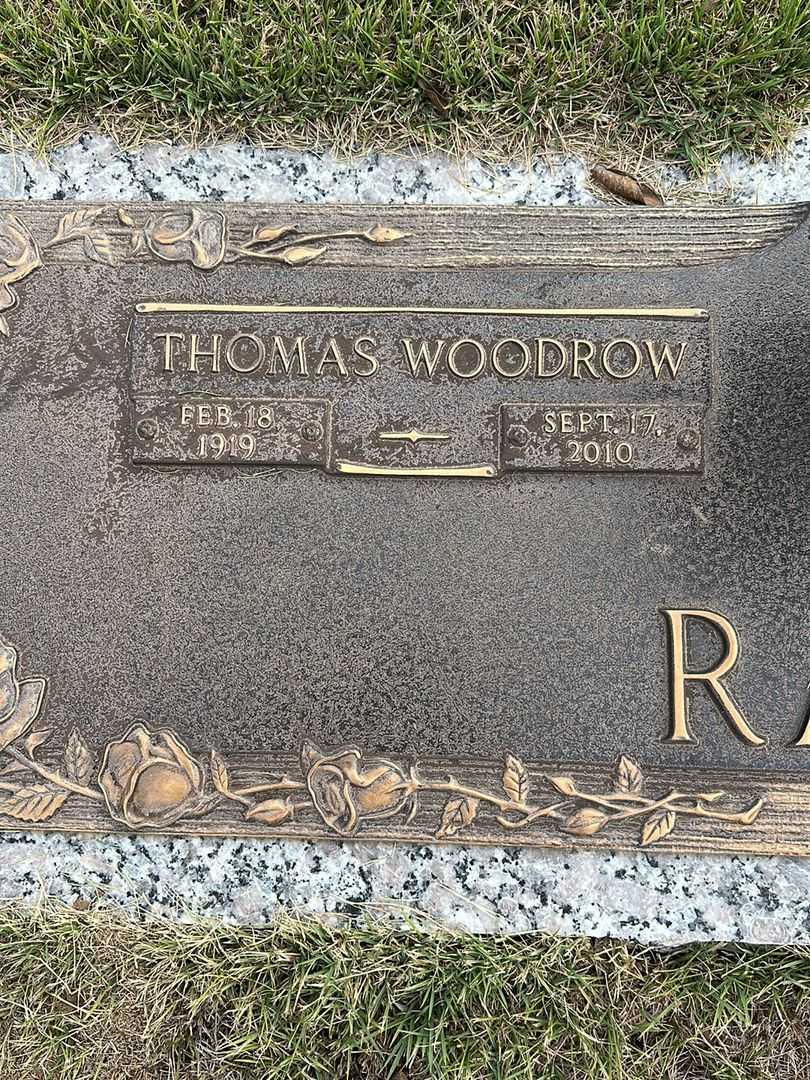 THOMAS WOODROW
FEB. 18
1919
SEPT. 17,
2010
R